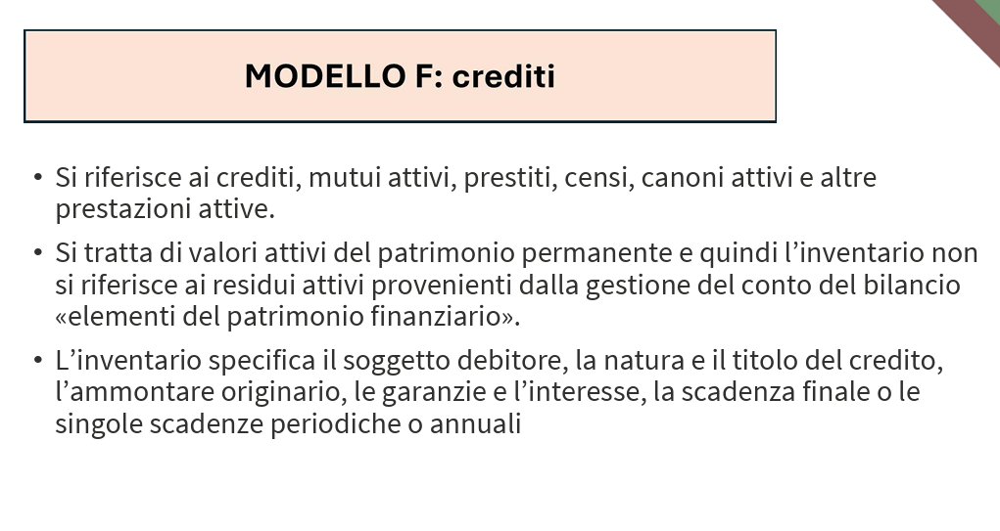 MODELLO F: crediti
• Si riferisce ai crediti, mutui attivi, prestiti, censi, canoni attivi e altre
prestazioni attive.
• Si tratta di valori attivi del patrimonio permanente e quindi l’inventario non
si riferisce ai residui attivi provenienti dalla gestione del conto del bilancio
«elementi del patrimonio finanziario».
• L’inventario specifica il soggetto debitore, la natura e il titolo del credito,
l’ammontare originario, le garanzie e l’interesse, la scadenza finale o le
singole scadenze periodiche o annuali